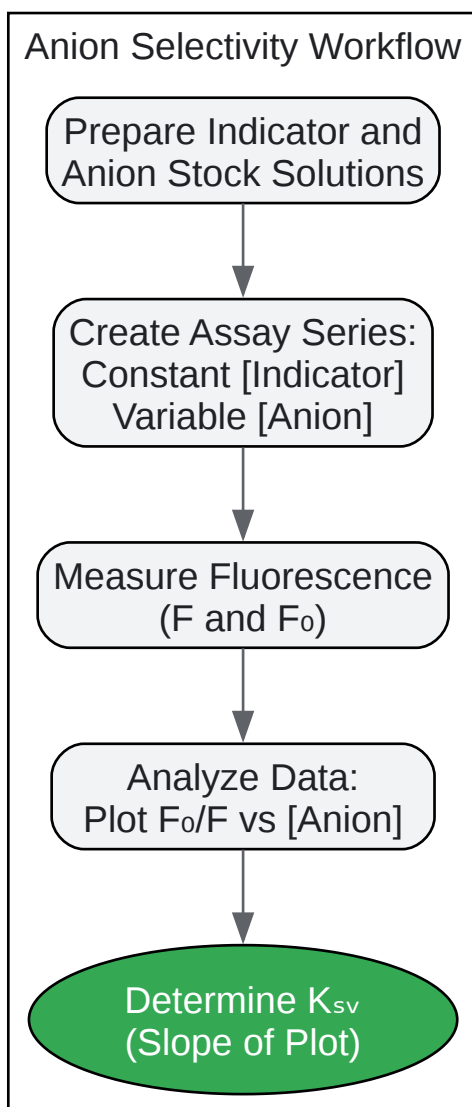 Anion Selectivity Workflow
Prepare Indicator and
Anion Stock Solutions
Create Assay Series:
Constant [Indicator]
Variable [Anion]
Measure Fluorescence
(F and F₀)
Analyze Data:
Plot F₀/F vs [Anion]
Determine Kₛᵥ
(Slope of Plot)